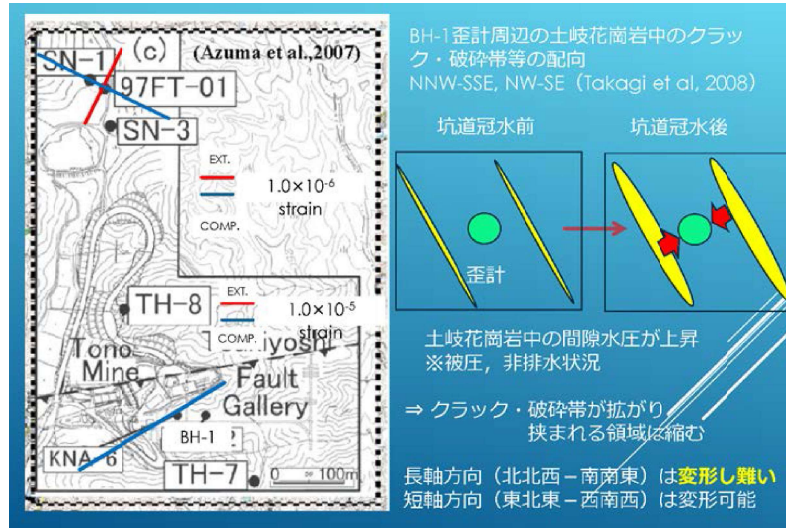 (c)
(Azuma et al.,2007)
SN-1
97FT-01
SN-3
EXT.
1.0×10⁻⁶
strain
COMP.
EXT.
1.0×10⁻⁵
strain
COMP.
TH-8
Tono
Mine
Fault
Gallery
BH-1
KNA-6
TH-7
0
100m
BH-1歪計周辺の土岐花崗岩中のクラッ
ク・破砕帯等の配向
NNW-SSE, NW-SE（Takagi et al, 2008）
坑道冠水前
坑道冠水後
歪計
土岐花崗岩中の間隙水圧が上昇
※被圧，非排水状況
⇒ クラック・破砕帯が拡がり
挟まれる領域は縮む
長軸方向（北北西－南南東）は変形し難い
短軸方向（東北東－西南西）は変形可能